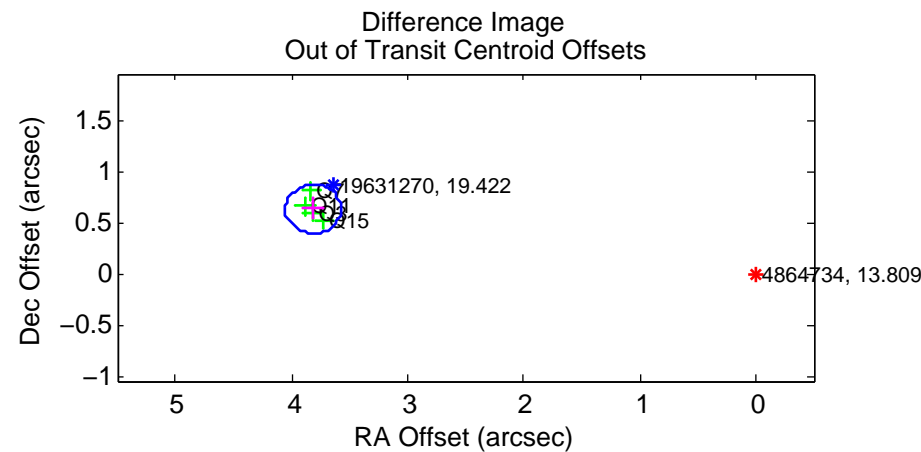 Difference Image
Out of Transit Centroid Offsets
Dec Offset (arcsec)
1.5
1
0.5
0
−0.5
−1
19631270, 19.422
Q11
Q15
4864734, 13.809
5
4
3
2
1
0
RA Offset (arcsec)